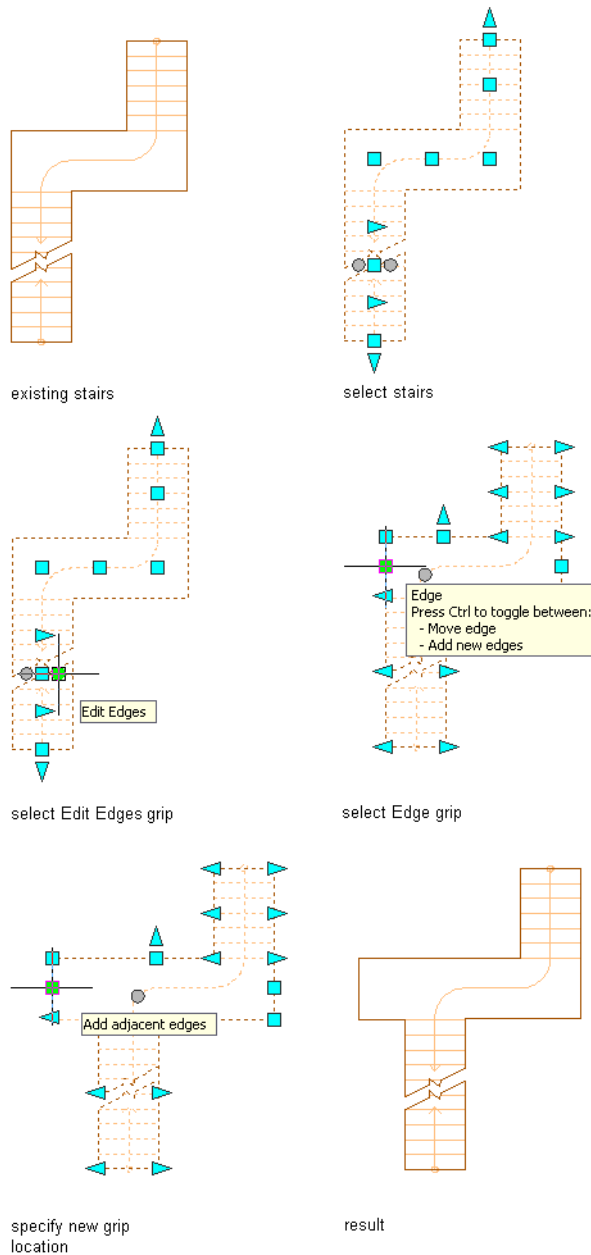 existing stairs
select stairs
Edit Edges
select Edit Edges grip
Edge
Press Ctrl to toggle between:
- Move edge
- Add new edges
select Edge grip
Add adjacent edges
specify new grip
location
result